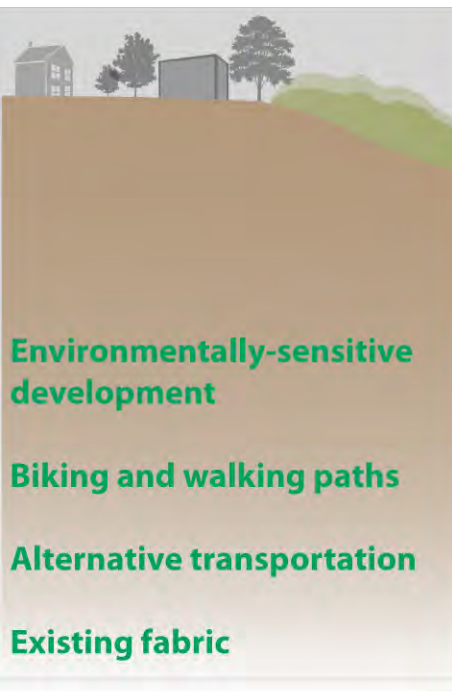 Environmentally-sensitive
development
Biking and walking paths
Alternative transportation
Existing fabric